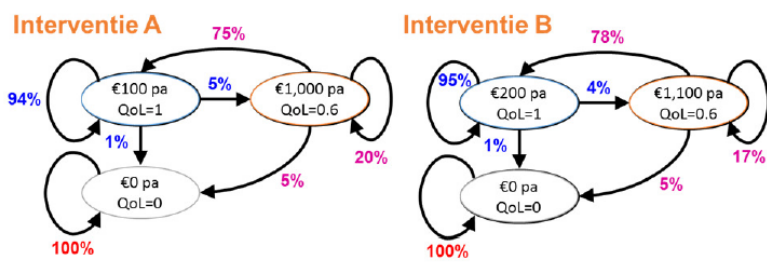 Interventie A
75%
94%
€100 pa
QoL=1
5%
€1,000 pa
QoL=0.6
1%
20%
€0 pa
QoL=0
5%
100%
Interventie B
78%
95%
€200 pa
QoL=1
4%
€1,100 pa
QoL=0.6
1%
17%
€0 pa
QoL=0
5%
100%